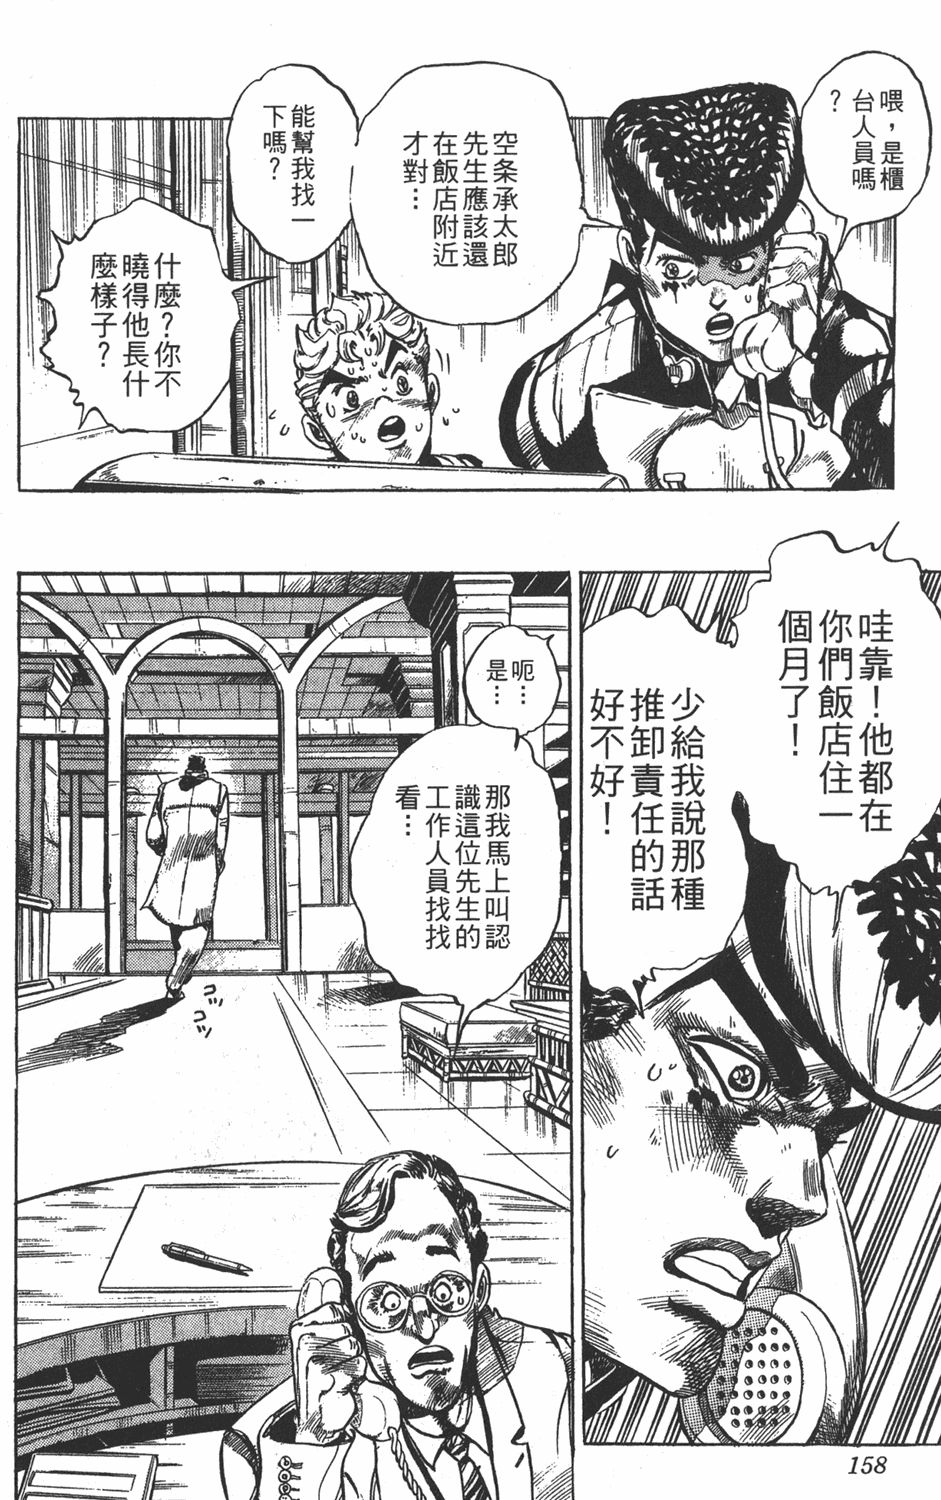 喂，是櫃
台人員嗎
？
空条承太郎
先生應該還
在飯店附近
才對…
能幫我找一
下嗎？
什麼？你不
曉得他長什
麼樣子？
哇靠！他都在
你們飯店住一
個月了！
少給我說那種
推卸責任的話
好不好！
呃…
是…
那我馬上叫認
識這位先生的
工作人員找找
看…
コツ
コツ
158